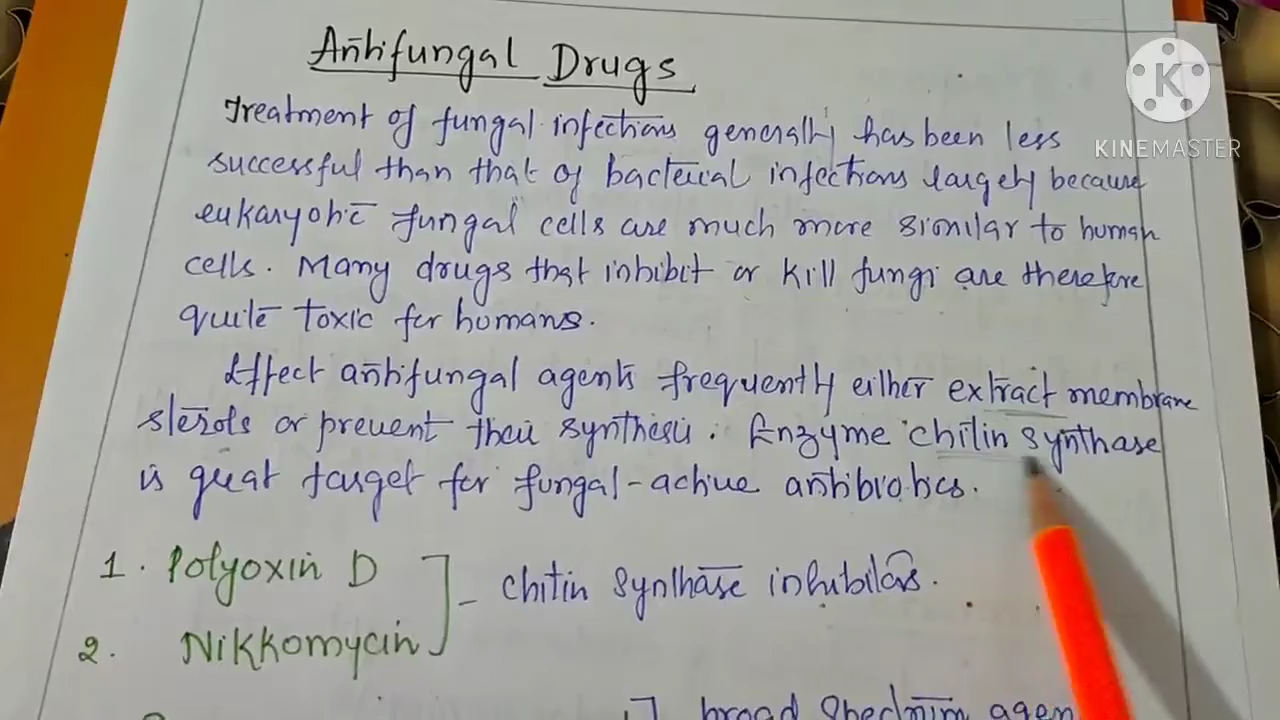 Antifungal Drugs
K
KINEMASTER
Treatment of fungal infections generally has been less
successful than that of bacterial infections largely because
eukaryotic fungal cells are much more similar to human
cells. Many drugs that inhibit or kill fungi are therefore
quite toxic for humans.
Effect antifungal agents frequently either extract membrane
sterols or prevent their synthesis. Enzyme chitin synthase
is great target for fungal-active antibiotics.
1. Polyoxin D
2. Nikkomycin
- Chitin synthase inhibitors.
broad spectrum agen